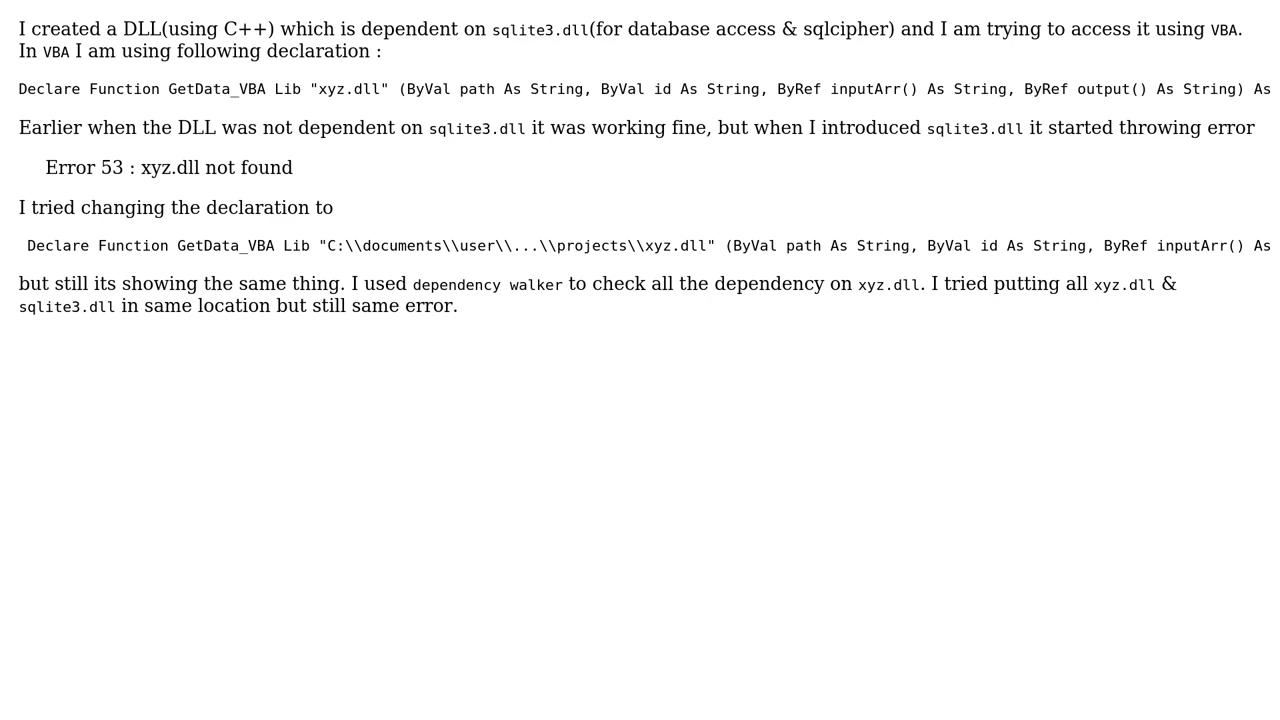 I created a DLL(using C++) which is dependent on sqlite3.dll(for database access & sqlcipher) and I am trying to access it using VBA.
In VBA I am using following declaration :
Declare Function GetData_VBA Lib "xyz.dll" (ByVal path As String, ByVal id As String, ByRef inputArr() As String, ByRef output() As String) As
Earlier when the DLL was not dependent on sqlite3.dll it was working fine, but when I introduced sqlite3.dll it started throwing error
Error 53 : xyz.dll not found
I tried changing the declaration to
Declare Function GetData_VBA Lib "C:\\documents\\user\\...\\projects\\xyz.dll" (ByVal path As String, ByVal id As String, ByRef inputArr() As
but still its showing the same thing. I used dependency walker to check all the dependency on xyz.dll. I tried putting all xyz.dll &
sqlite3.dll in same location but still same error.